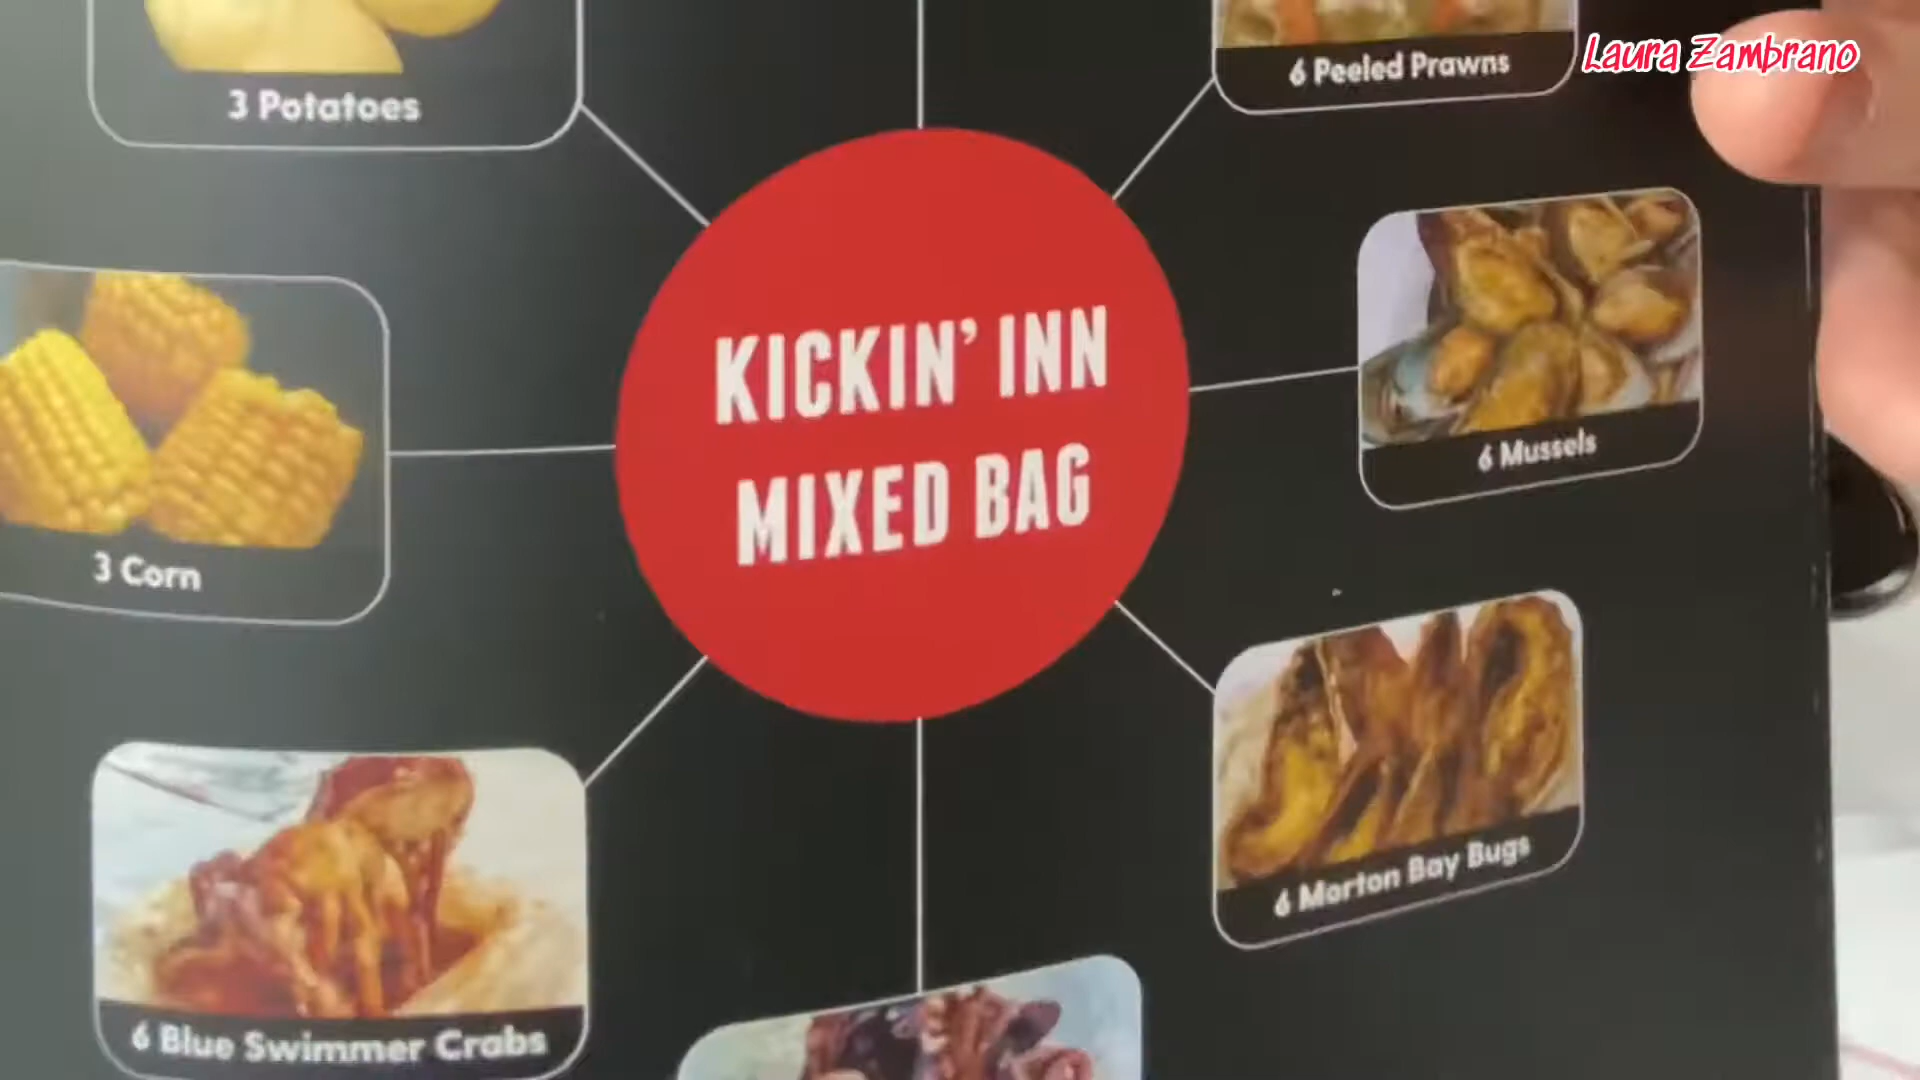 3 Potatoes
6 Peeled Prawns
Laura Zambrano
KICKIN' INN
MIXED BAG
3 Corn
6 Mussels
6 Morton Bay Bugs
6 Blue Swimmer Crabs